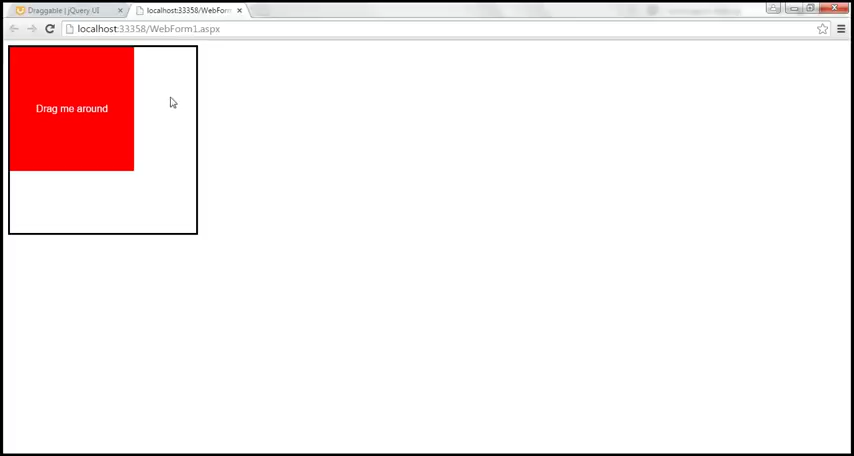 Draggable | jQuery UI
localhost:33358/WebForm
localhost:33358/WebForm1.aspx
Drag me around